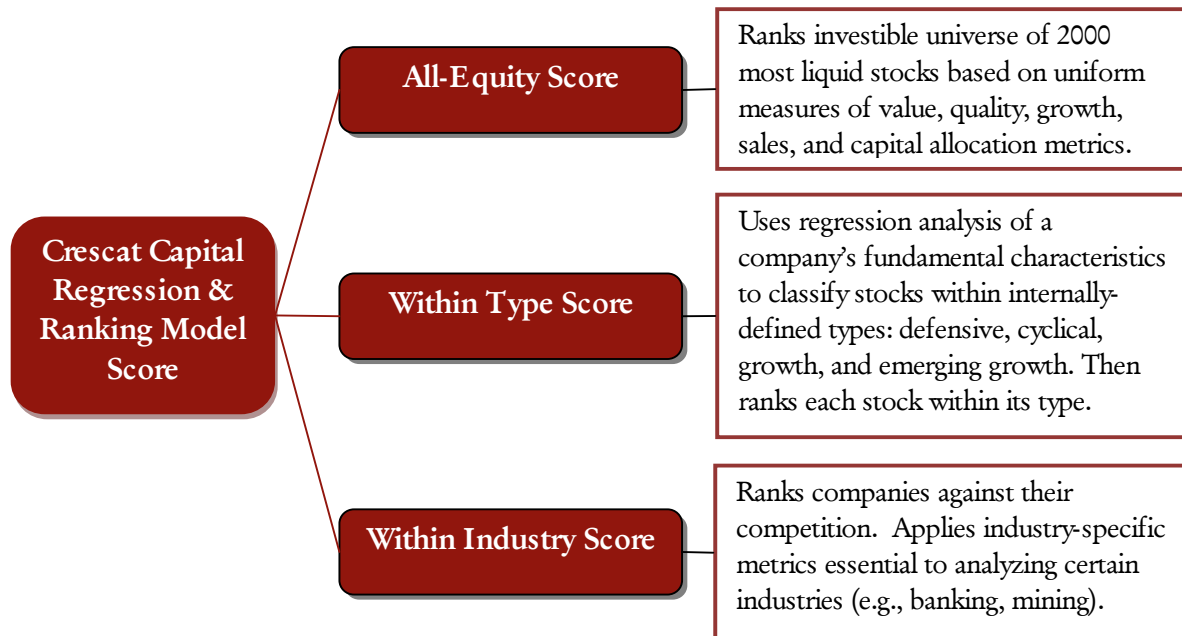 Crescat Capital
Regression &
Ranking Model
Score
All-Equity Score
Ranks investible universe of 2000
most liquid stocks based on uniform
measures of value, quality, growth,
sales, and capital allocation metrics.
Within Type Score
Uses regression analysis of a
company’s fundamental characteristics
to classify stocks within internally-
defined types: defensive, cyclical,
growth, and emerging growth. Then
ranks each stock within its type.
Within Industry Score
Ranks companies against their
competition.  Applies industry-specific
metrics essential to analyzing certain
industries (e.g., banking, mining).